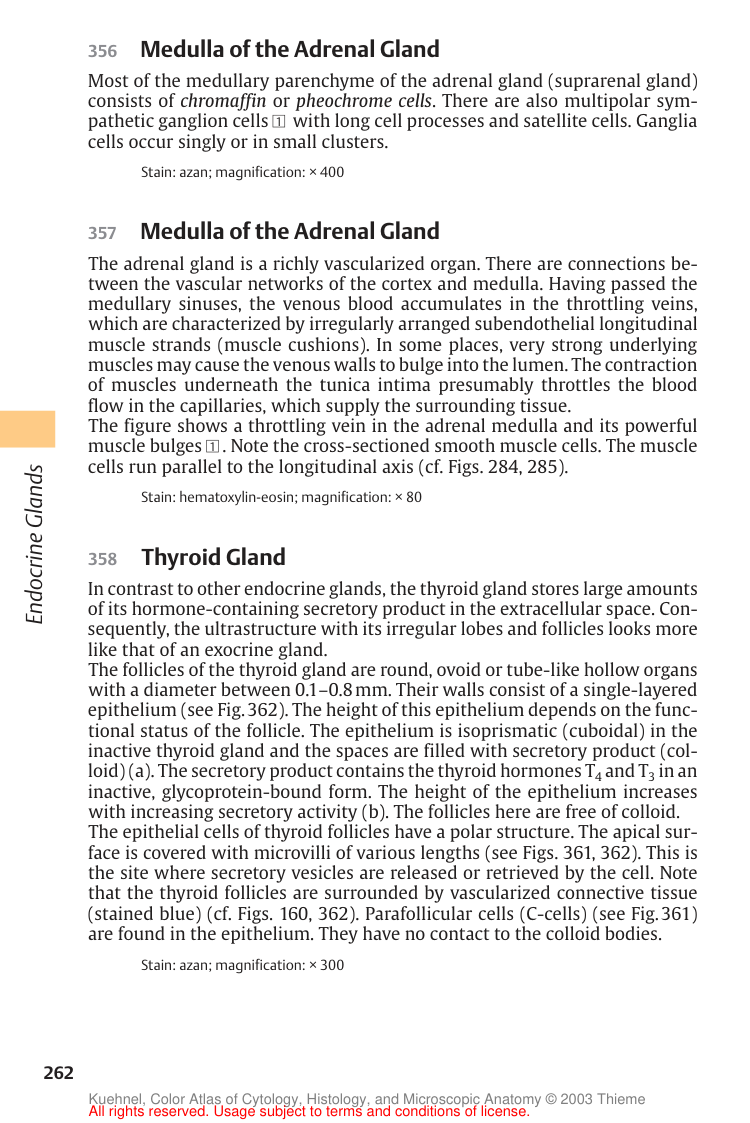 356 Medulla of the Adrenal Gland
Most of the medullary parenchyme of the adrenal gland (suprarenal gland)
consists of chromaffin or pheochrome cells. There are also multipolar sym-
pathetic ganglion cells 1 with long cell processes and satellite cells. Ganglia
cells occur singly or in small clusters.
Stain: azan; magnification: × 400
357 Medulla of the Adrenal Gland
The adrenal gland is a richly vascularized organ. There are connections be-
tween the vascular networks of the cortex and medulla. Having passed the
medullary sinuses, the venous blood accumulates in the throttling veins,
which are characterized by irregularly arranged subendothelial longitudinal
muscle strands (muscle cushions). In some places, very strong underlying
muscles may cause the venous walls to bulge into the lumen. The contraction
of muscles underneath the tunica intima presumably throttles the blood
flow in the capillaries, which supply the surrounding tissue.
The figure shows a throttling vein in the adrenal medulla and its powerful
muscle bulges 1. Note the cross-sectioned smooth muscle cells. The muscle
cells run parallel to the longitudinal axis (cf. Figs. 284, 285).
Stain: hematoxylin-eosin; magnification: × 80
358 Thyroid Gland
In contrast to other endocrine glands, the thyroid gland stores large amounts
of its hormone-containing secretory product in the extracellular space. Con-
sequently, the ultrastructure with its irregular lobes and follicles looks more
like that of an exocrine gland.
The follicles of the thyroid gland are round, ovoid or tube-like hollow organs
with a diameter between 0.1–0.8 mm. Their walls consist of a single-layered
epithelium (see Fig. 362). The height of this epithelium depends on the func-
tional status of the follicle. The epithelium is isoprismatic (cuboidal) in the
inactive thyroid gland and the spaces are filled with secretory product (col-
loid) (a). The secretory product contains the thyroid hormones T4 and T3 in an
inactive, glycoprotein-bound form. The height of the epithelium increases
with increasing secretory activity (b). The follicles here are free of colloid.
The epithelial cells of thyroid follicles have a polar structure. The apical sur-
face is covered with microvilli of various lengths (see Figs. 361, 362). This is
the site where secretory vesicles are released or retrieved by the cell. Note
that the thyroid follicles are surrounded by vascularized connective tissue
(stained blue) (cf. Figs. 160, 362). Parafollicular cells (C-cells) (see Fig. 361)
are found in the epithelium. They have no contact to the colloid bodies.
Stain: azan; magnification: × 300
Endocrine Glands
262
Kuehnel, Color Atlas of Cytology, Histology, and Microscopic Anatomy © 2003 Thieme
All rights reserved. Usage subject to terms and conditions of license.